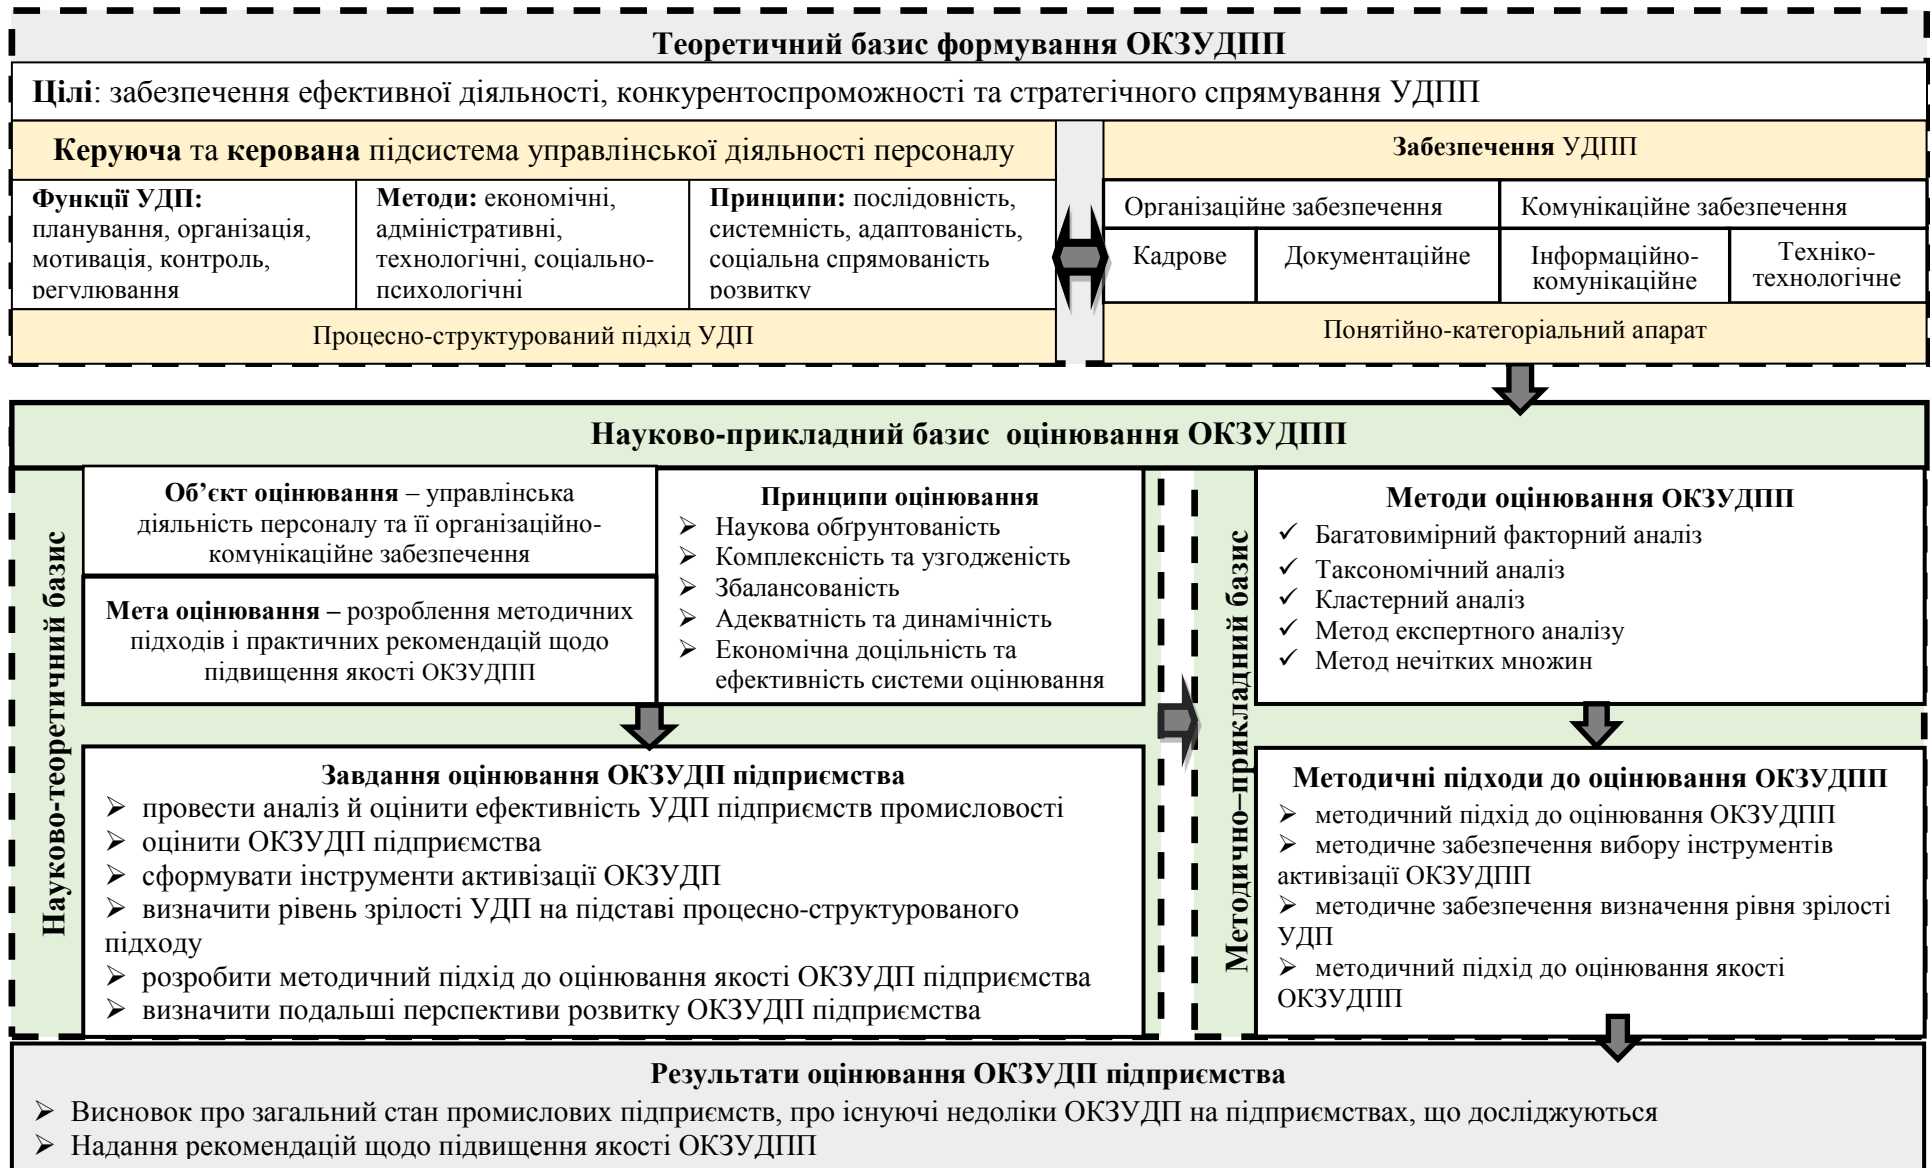 Теоретичний базис формування ОКЗУДПП
Цілі: забезпечення ефективної діяльності, конкурентоспроможності та стратегічного спрямування УДПП
Керуюча та керована підсистема управлінської діяльності персоналу
Функції УДП:
планування, організація,
мотивація, контроль,
регулювання
Методи: економічні,
адміністративні,
технологічні, соціально-
психологічні
Принципи: послідовність,
системність, адаптованість,
соціальна спрямованість
розвитку
Процесно-структурований підхід УДП
Забезпечення УДПП
Організаційне забезпечення
Комунікаційне забезпечення
Кадрове
Документаційне
Інформаційно-
комунікаційне
Техніко-
технологічне
Понятійно-категоріальний апарат
Науково-прикладний базис оцінювання ОКЗУДПП
Науково-теоретичний базис
Об’єкт оцінювання – управлінська
діяльність персоналу та її організаційно-
комунікаційне забезпечення
Мета оцінювання – розроблення методичних
підходів і практичних рекомендацій щодо
підвищення якості ОКЗУДПП
Принципи оцінювання
➢ Наукова обґрунтованість
➢ Комплексність та узгодженість
➢ Збалансованість
➢ Адекватність та динамічність
➢ Економічна доцільність та
ефективність системи оцінювання
Завдання оцінювання ОКЗУДП підприємства
➢ провести аналіз й оцінити ефективність УДП підприємств промисловості
➢ оцінити ОКЗУДП підприємства
➢ сформувати інструменти активізації ОКЗУДП
➢ визначити рівень зрілості УДП на підставі процесно-структурованого
підходу
➢ розробити методичний підхід до оцінювання якості ОКЗУДП підприємства
➢ визначити подальші перспективи розвитку ОКЗУДП підприємства
Методично–прикладний базис
Методи оцінювання ОКЗУДПП
✓ Багатовимірний факторний аналіз
✓ Таксономічний аналіз
✓ Кластерний аналіз
✓ Метод експертного аналізу
✓ Метод нечітких множин
Методичні підходи до оцінювання ОКЗУДПП
➢ методичний підхід до оцінювання ОКЗУДПП
➢ методичне забезпечення вибору інструментів
активізації ОКЗУДПП
➢ методичне забезпечення визначення рівня зрілості
УДП
➢ методичний підхід до оцінювання якості
ОКЗУДПП
Результати оцінювання ОКЗУДП підприємства
➢ Висновок про загальний стан промислових підприємств, про існуючі недоліки ОКЗУДП на підприємствах, що досліджуються
➢ Надання рекомендацій щодо підвищення якості ОКЗУДПП